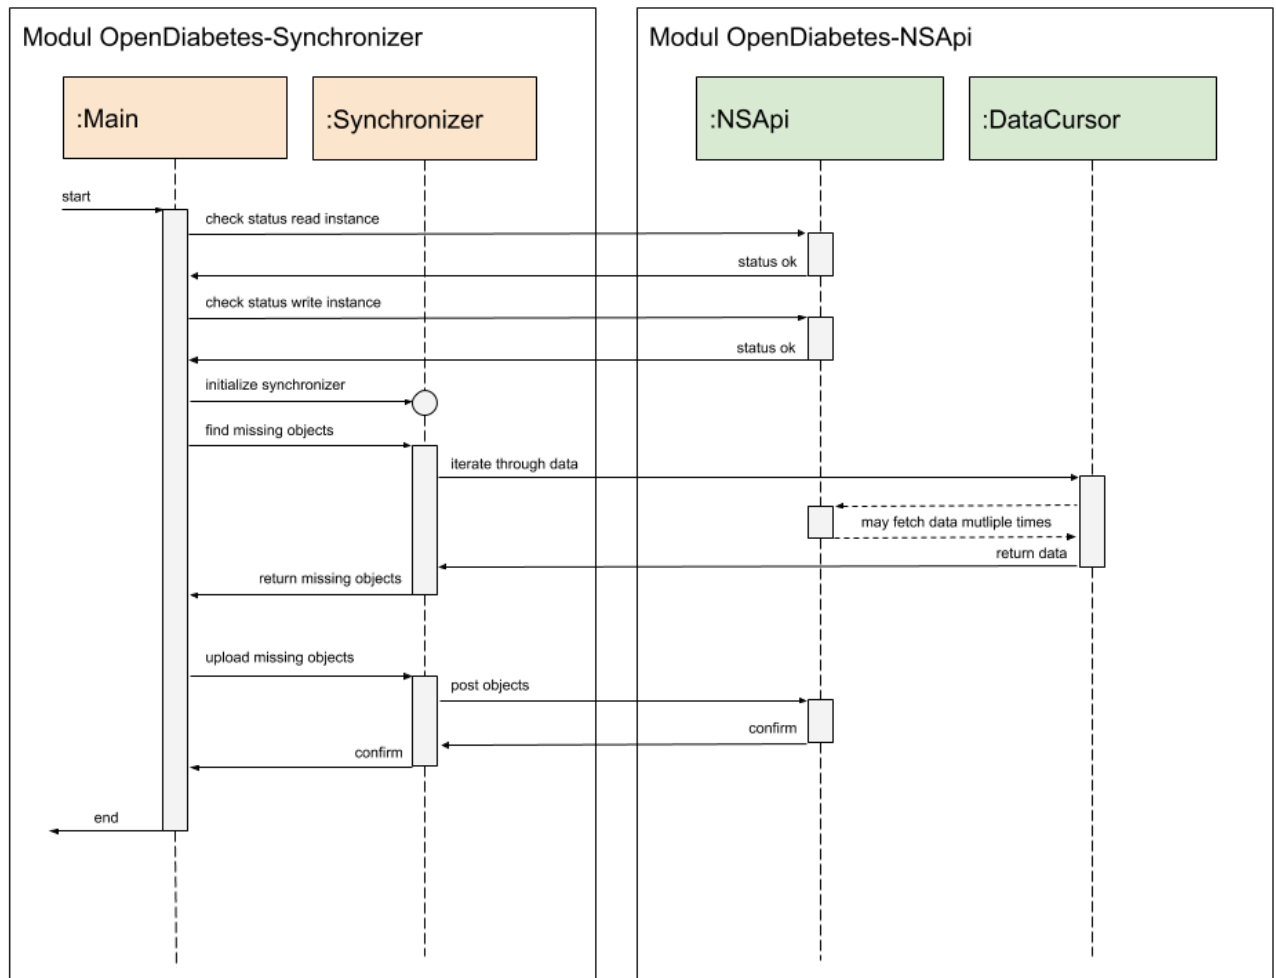 Modul OpenDiabetes-Synchronizer
Modul OpenDiabetes-NSApi
:Main
:Synchronizer
:NSApi
:DataCursor
start
check status read instance
status ok
check status write instance
status ok
initialize synchronizer
find missing objects
iterate through data
may fetch data mutliple times
return data
return missing objects
upload missing objects
post objects
confirm
confirm
end